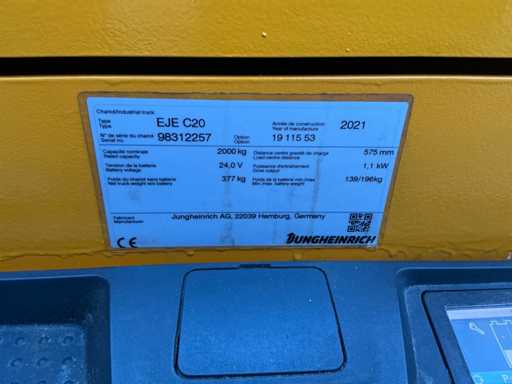 Chariot/Industrial truck
Type EJE C20 Année de construction 2021
Type Year of manufacture
N° de série du chariot 98312257 Option 19 115 53
Serial no. Option
Capacité nominale 2000 kg Distance centre gravité de charge 575 mm
Rated capacity Load centre distance
Tension de la batterie 24,0 V Puissance d'entraînement 1,1 kW
Battery voltage Drive output
Poids du chariot sans batterie 377 kg Poids de la batterie min./max. 139/196kg
Net truck weight w/o battery Min./max. battery weight
Fabricant Jungheinrich AG, 22039 Hamburg, Germany
Manufacturer
CE JUNGHEINRICH